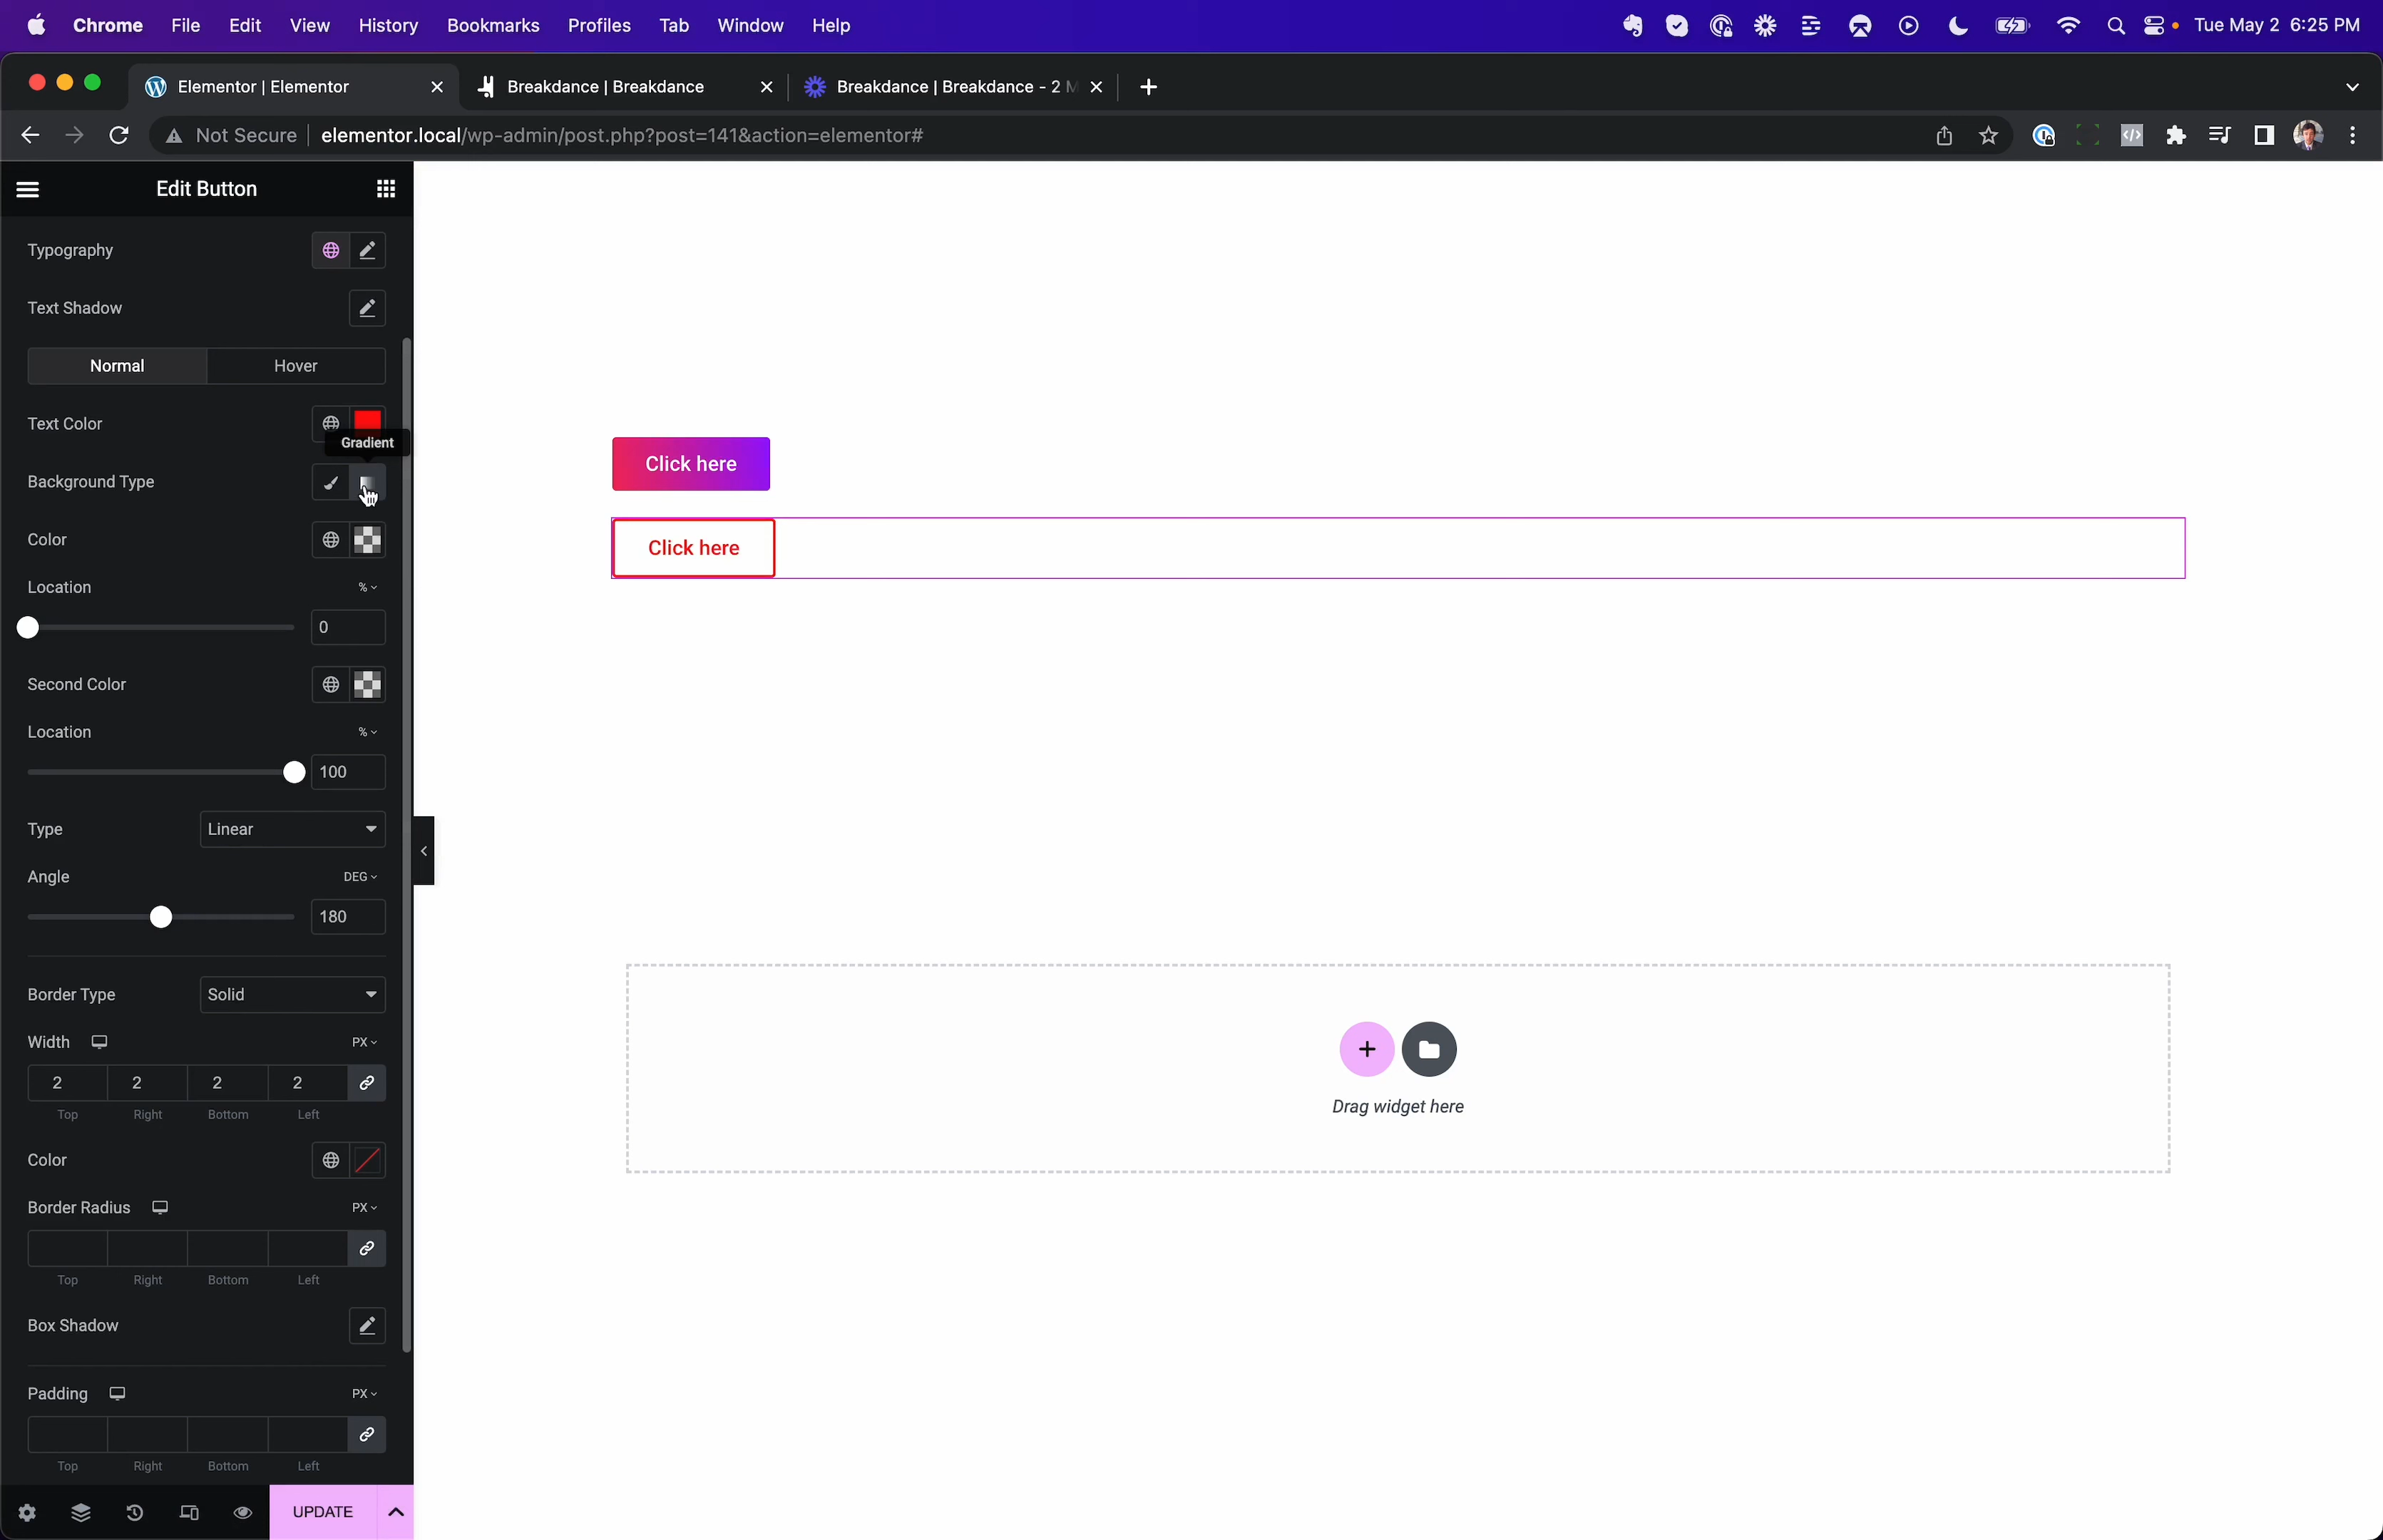 Chrome File Edit View History Bookmarks Profiles Tab Window Help Tue May 2 6:25 PM
Elementor | Elementor Breakdance | Breakdance Breakdance | Breakdance - 2
Not Secure elementor.local/wp-admin/post.php?post=141&action=elementor#
Edit Button
Typography
Text Shadow
Normal Hover
Text Color
Gradient
Background Type
Color
Location %
0
Second Color
Location %
100
Type Linear
Angle DEG
180
Border Type Solid
Width PX
2 2 2 2
Top Right Bottom Left
Color
Border Radius PX
Top Right Bottom Left
Box Shadow
Padding PX
Top Right Bottom Left
UPDATE
Click here
Click here
Drag widget here